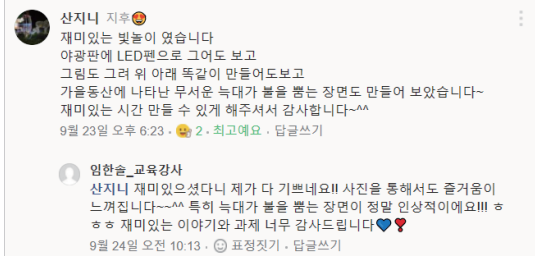 산지니 지후😍
재미있는 빛놀이 였습니다
야광판에 LED펜으로 그어도 보고
그림도 그려 위 아래 똑같이 만들어도보고
가을동산에 나타난 무서운 늑대가 불을 뿜는 장면도 만들어 보았습니다~
재미있는 시간 만들 수 있게 해주셔서 감사합니다~^^
9월 23일 오후 6:23 · 2 · 최고예요 · 답글쓰기
임한솔_교육강사
산지니 재미있으셨다니 제가 다 기쁘네요!! 사진을 통해서도 즐거움이
느껴집니다~~^^ 특히 늑대가 불을 뿜는 장면이 정말 인상적이에요!!! ㅎ
ㅎㅎ 재미있는 이야기와 과제 너무 감사드립니다💙❣️
9월 24일 오전 10:13 · 표정짓기 · 답글쓰기